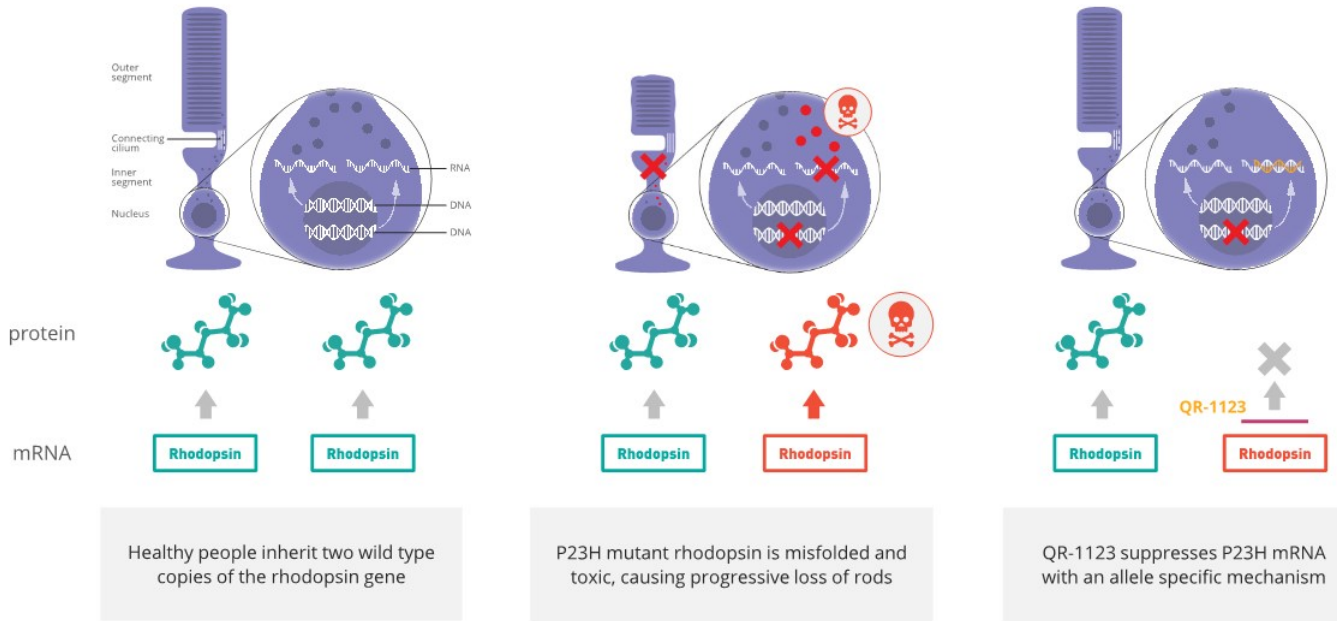 Outer
segment
Connecting
cilium
Inner
segment
Nucleus
RNA
DNA
DNA
protein
mRNA
Rhodopsin
Rhodopsin
Rhodopsin
Rhodopsin
QR-1123
Rhodopsin
Rhodopsin
Healthy people inherit two wild type
copies of the rhodopsin gene
P23H mutant rhodopsin is misfolded and
toxic, causing progressive loss of rods
QR-1123 suppresses P23H mRNA
with an allele specific mechanism